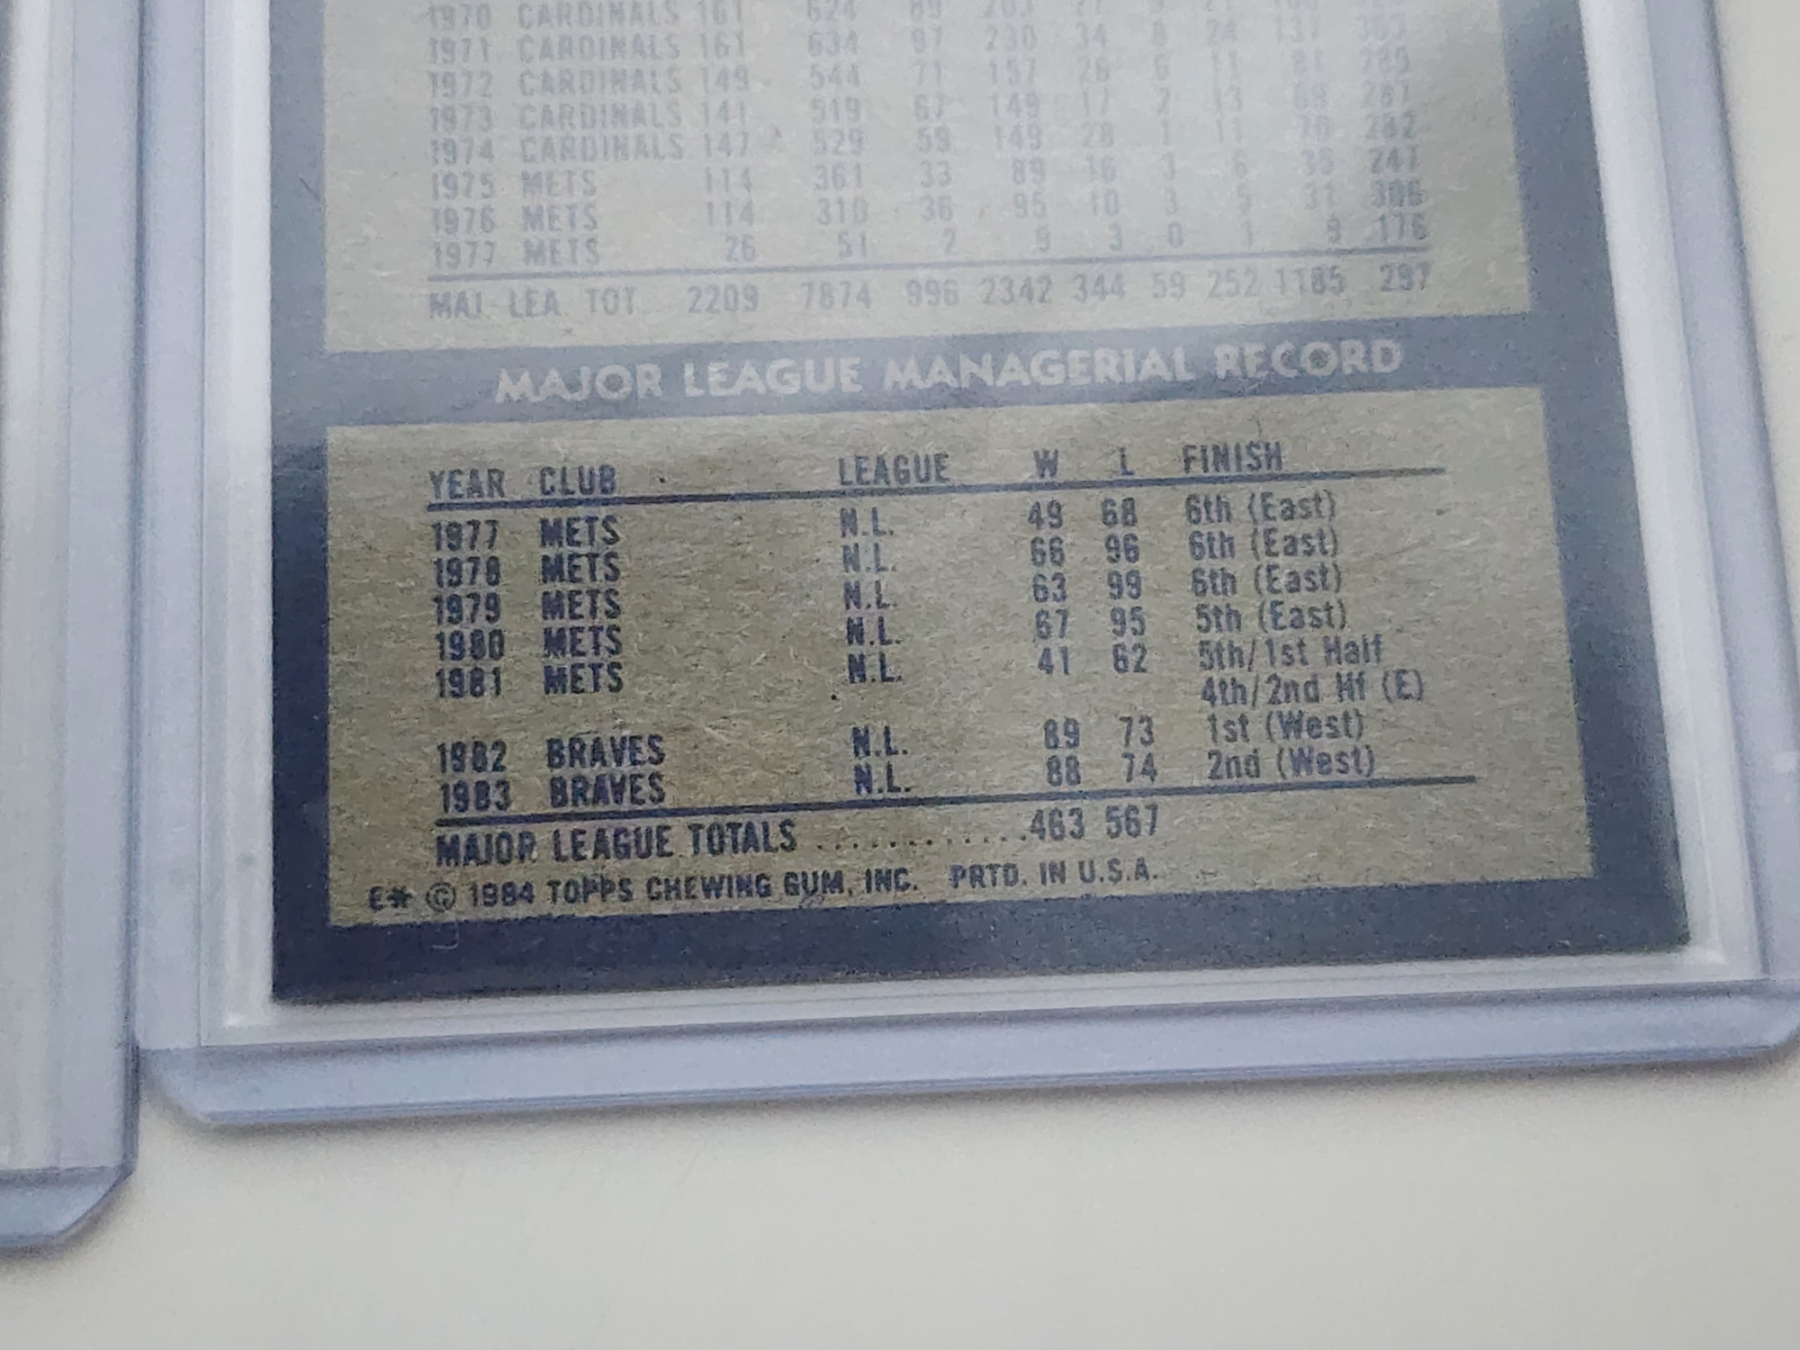 1970 CARDINALS 161 624 89 203
1971 CARDINALS 161 634 97 230 34 8 24 137 363
1972 CARDINALS 149 544 71 157 26 6 11 81 289
1973 CARDINALS 141 519 67 149 17 2 13 69 287
1974 CARDINALS 147 529 59 149 28 1 11 70 282
1975 METS 114 361 33 89 16 3 6 35 247
1976 METS 114 310 36 95 10 3 5 31 306
1977 METS 26 51 2 9 3 0 1 9 176
MAJ. LEA. TOT. 2209 7874 996 2342 344 59 252 1185 297
MAJOR LEAGUE MANAGERIAL RECORD
YEAR CLUB LEAGUE W L FINISH
1977 METS N.L. 49 68 6th (East)
1978 METS N.L. 66 96 6th (East)
1979 METS N.L. 63 99 6th (East)
1980 METS N.L. 67 95 5th (East)
1981 METS N.L. 41 62 5th/1st Half
4th/2nd Hf (E)
1982 BRAVES N.L. 89 73 1st (West)
1983 BRAVES N.L. 88 74 2nd (West)
MAJOR LEAGUE TOTALS ............463 567
E* © 1984 TOPPS CHEWING GUM, INC. PRTD. IN U.S.A.